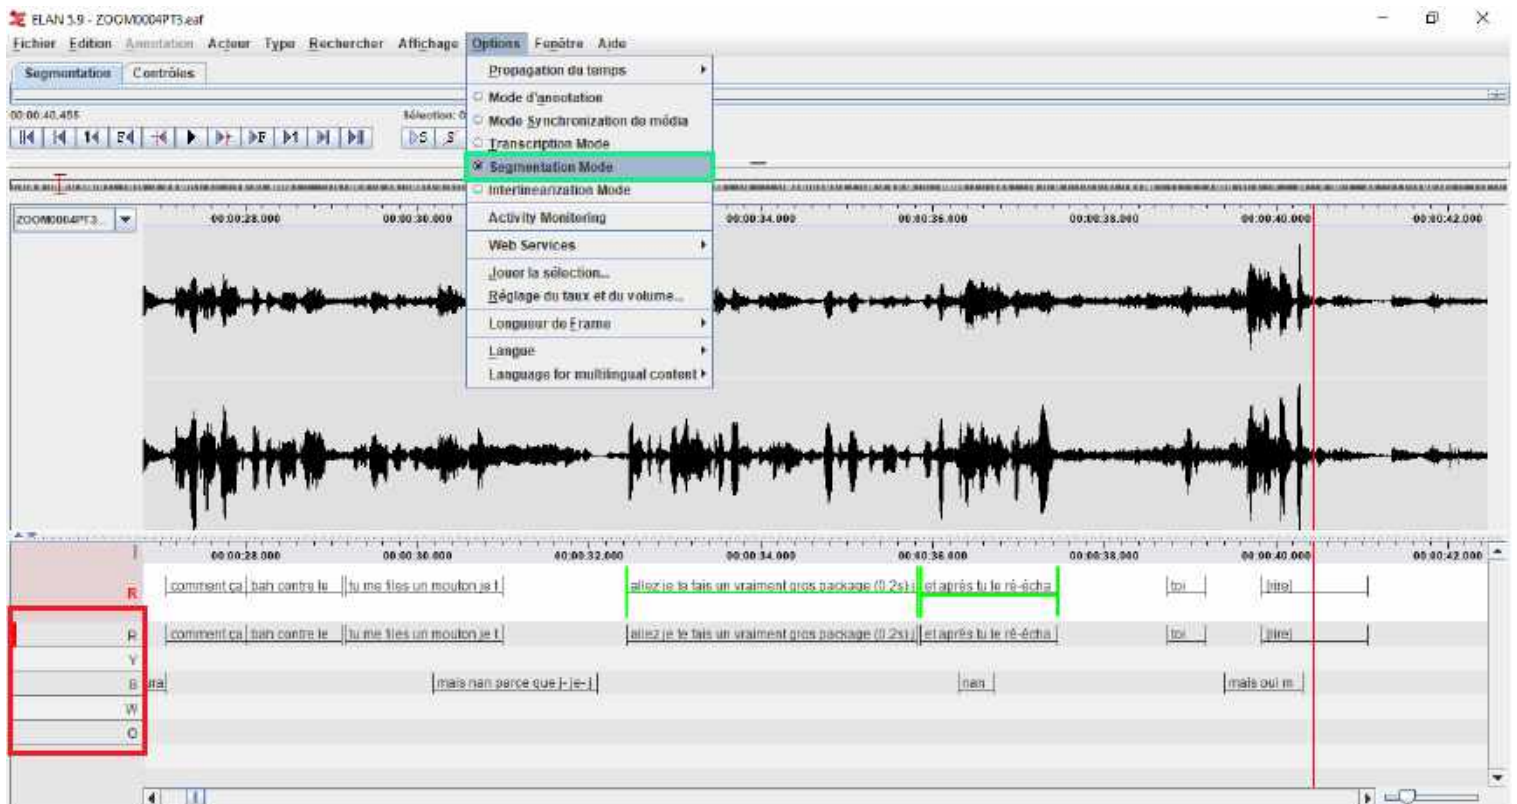 ELAN 5.9 - ZOOM0004PT3.eaf
Fichier Edition Annotation Acteur Type Rechercher Affichage Options Fenêtre Aide
Segmentation Contrôles
00:00:40.485
Sélection: 0
1 F F 1 S S
Propagation du temps
Mode d'annotation
Mode Synchronization de média
Transcription Mode
Segmentation Mode
Interlinearization Mode
Activity Monitoring
Web Services
Jouer la sélection...
Réglage du taux et du volume...
Longueur de Frame
Langue
Language for multilingual content
ZOOM0004PT3... 00:00:28.000 00:00:30.000 00:00:34.000 00:00:36.000 00:00:38.000 00:00:40.000 00:00:42.000
00:00:28.000 00:00:30.000 00:00:32.000 00:00:34.000 00:00:36.000 00:00:38.000 00:00:40.000 00:00:42.000
R comment ça bah contre le tu me files un mouton je t allez je te fais un vraiment gros package (0.2s) j et après tu le ré-écha toi [rire]
R comment ça bah contre le tu me files un mouton je t allez je te fais un vraiment gros package (0.2s) j et après tu le ré-écha toi [rire]
Y
B mais nan parce que j- je- j nan mais oui m
W
O